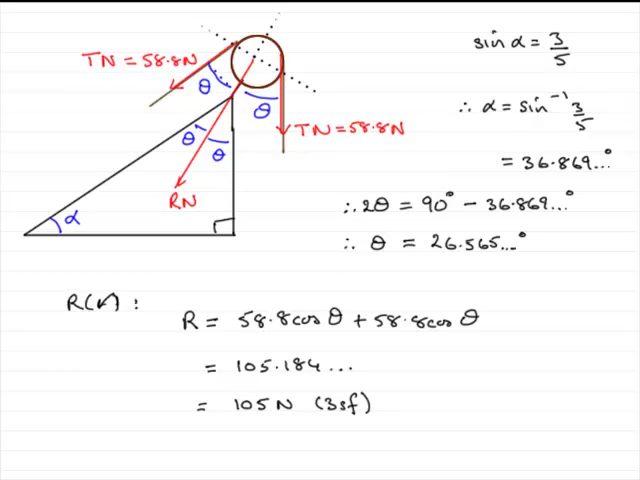 TN = 58.8N
θ
θ
TN = 58.8N
θ
θ
RN
α
sin α = 3/5
∴ α = sin⁻¹ 3/5
= 36.869...°
∴ 2θ = 90° - 36.869...°
∴ θ = 26.565...°
R(↙) :
R = 58.8cos θ + 58.8cos θ
= 105.184...
= 105N (3sf)